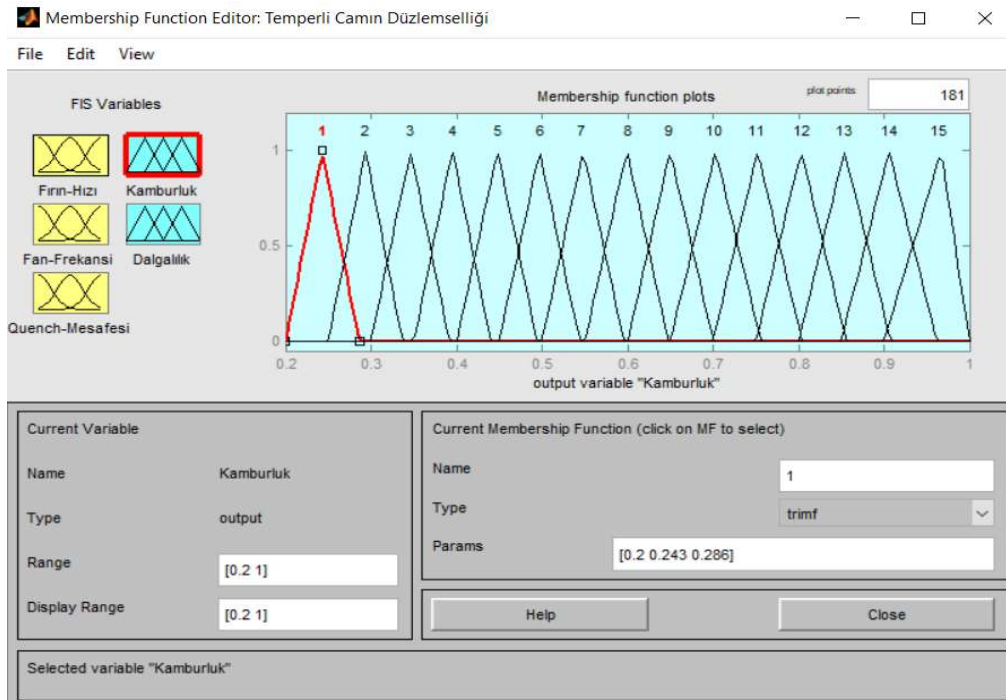 Membership Function Editor: Temperli Camın Düzlemselliği
File Edit View
FIS Variables
Fırın-Hızı
Kamburluk
Fan-Frekansi
Dalgalılık
Quench-Mesafesi
Membership function plots
plot points:
181
1 2 3 4 5 6 7 8 9 10 11 12 13 14 15
1
0.5
0
0.2 0.3 0.4 0.5 0.6 0.7 0.8 0.9 1
output variable "Kamburluk"
Current Variable
Name Kamburluk
Type output
Range [0.2 1]
Display Range [0.2 1]
Current Membership Function (click on MF to select)
Name 1
Type trimf
Params [0.2 0.243 0.286]
Help
Close
Selected variable "Kamburluk"